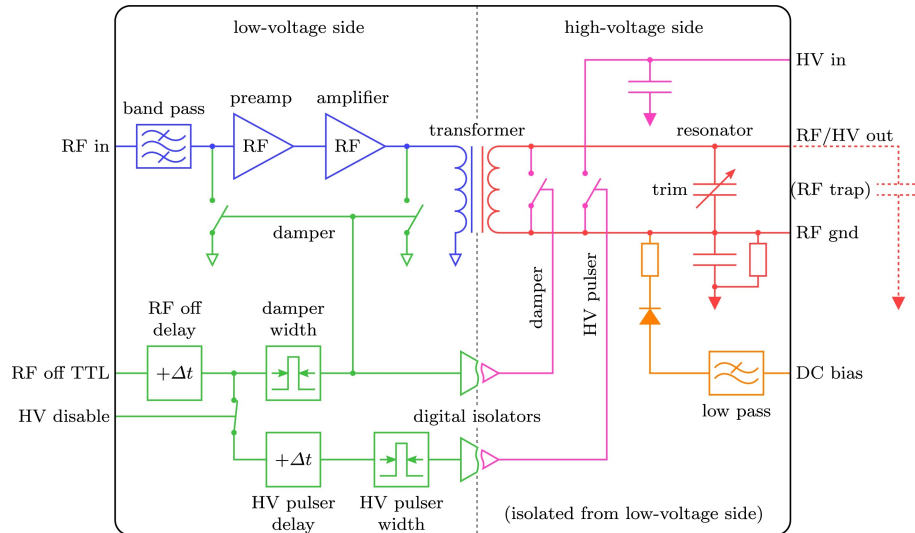 low-voltage side
high-voltage side
HV in
band pass
preamp
amplifier
transformer
resonator
RF/HV out
RF in
RF
RF
trim
(RF trap)
damper
RF gnd
RF off
delay
damper
width
damper
HV pulser
RF off TTL
+Δt
DC bias
low pass
HV disable
digital isolators
+Δt
HV pulser
delay
HV pulser
width
(isolated from low-voltage side)